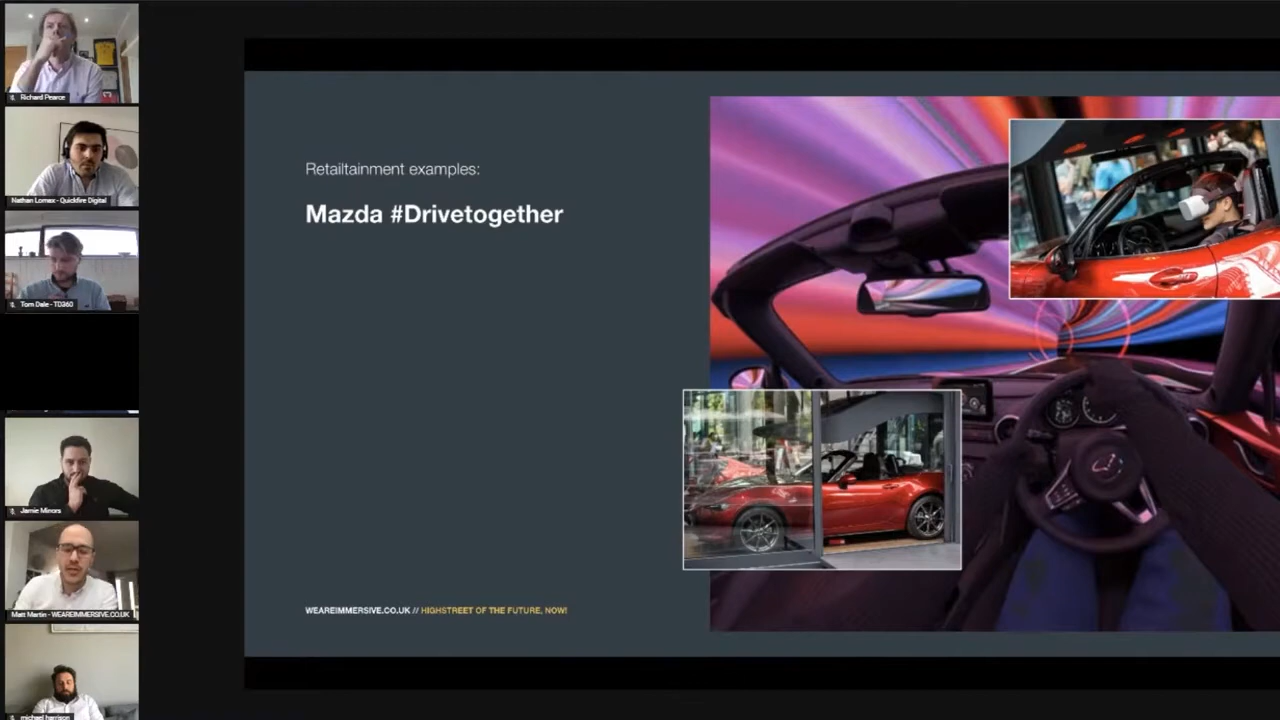 Richard Pearce
Nathan Lomax - Quickfire Digital
Tom Dale - TD360
Jamie Minors
Matt Martin - WEAREIMMERSIVE.CO.UK
michael harrison
Retailtainment examples:
Mazda #Drivetogether
WEAREIMMERSIVE.CO.UK // HIGHSTREET OF THE FUTURE, NOW!